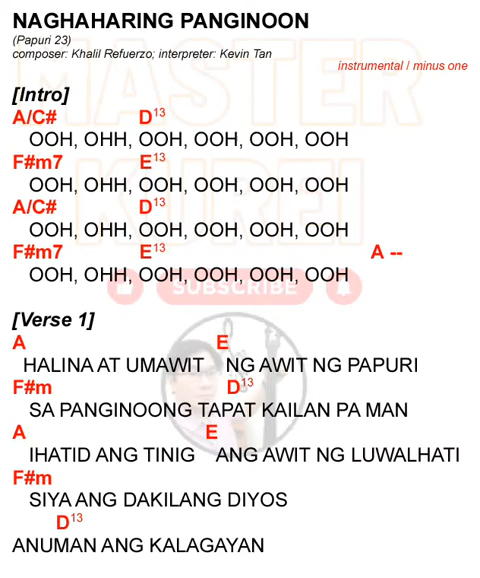 NAGHAHARING PANGINOON
(Papuri 23)
composer: Khalil Refuerzo; interpreter: Kevin Tan
instrumental / minus one
[Intro]
A/C# D13
OOH, OHH, OOH, OOH, OOH, OOH
F#m7 E13
OOH, OHH, OOH, OOH, OOH, OOH
A/C# D13
OOH, OHH, OOH, OOH, OOH, OOH
F#m7 E13 A --
OOH, OHH, OOH, OOH, OOH, OOH
MASTER
KUREI
SUBSCRIBE
[Verse 1]
A E
HALINA AT UMAWIT NG AWIT NG PAPURI
F#m D13
SA PANGINOONG TAPAT KAILAN PA MAN
A E
IHATID ANG TINIG ANG AWIT NG LUWALHATI
F#m
SIYA ANG DAKILANG DIYOS
D13
ANUMAN ANG KALAGAYAN